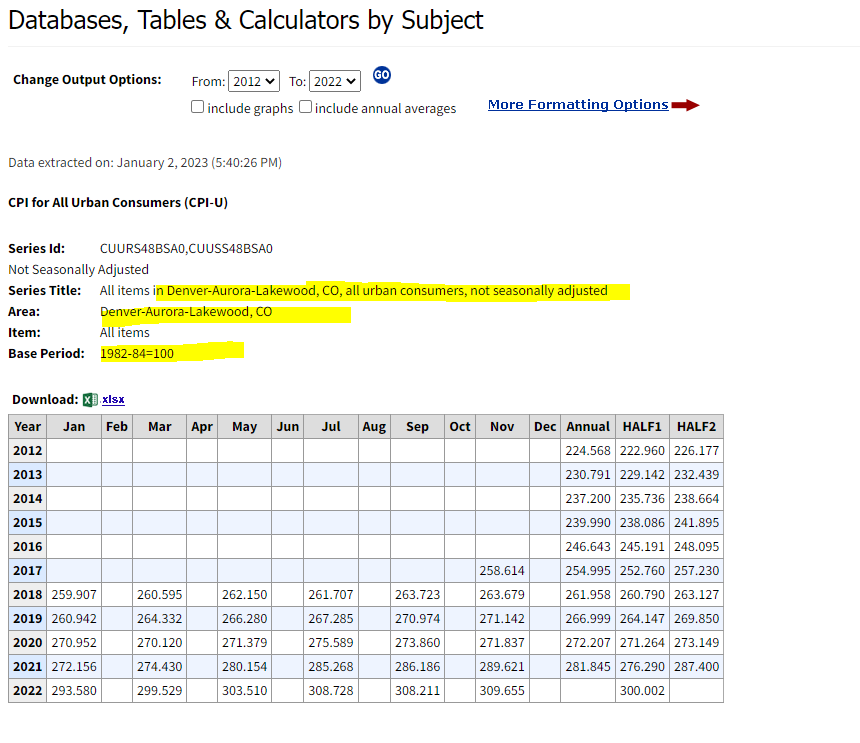 Databases, Tables & Calculators by Subject
Change Output Options: From: 2012 To: 2022 GO
include graphs include annual averages More Formatting Options
Data extracted on: January 2, 2023 (5:40:26 PM)
CPI for All Urban Consumers (CPI-U)
Series Id: CUURS48BSA0,CUUSS48BSA0
Not Seasonally Adjusted
Series Title: All items in Denver-Aurora-Lakewood, CO, all urban consumers, not seasonally adjusted
Area: Denver-Aurora-Lakewood, CO
Item: All items
Base Period: 1982-84=100
Download: xlsx
Year Jan Feb Mar Apr May Jun Jul Aug Sep Oct Nov Dec Annual HALF1 HALF2
2012 224.568 222.960 226.177
2013 230.791 229.142 232.439
2014 237.200 235.736 238.664
2015 239.990 238.086 241.895
2016 246.643 245.191 248.095
2017 258.614 254.995 252.760 257.230
2018 259.907 260.595 262.150 261.707 263.723 263.679 261.958 260.790 263.127
2019 260.942 264.332 266.280 267.285 270.974 271.142 266.999 264.147 269.850
2020 270.952 270.120 271.379 275.589 273.860 271.837 272.207 271.264 273.149
2021 272.156 274.430 280.154 285.268 286.186 289.621 281.845 276.290 287.400
2022 293.580 299.529 303.510 308.728 308.211 309.655 300.002